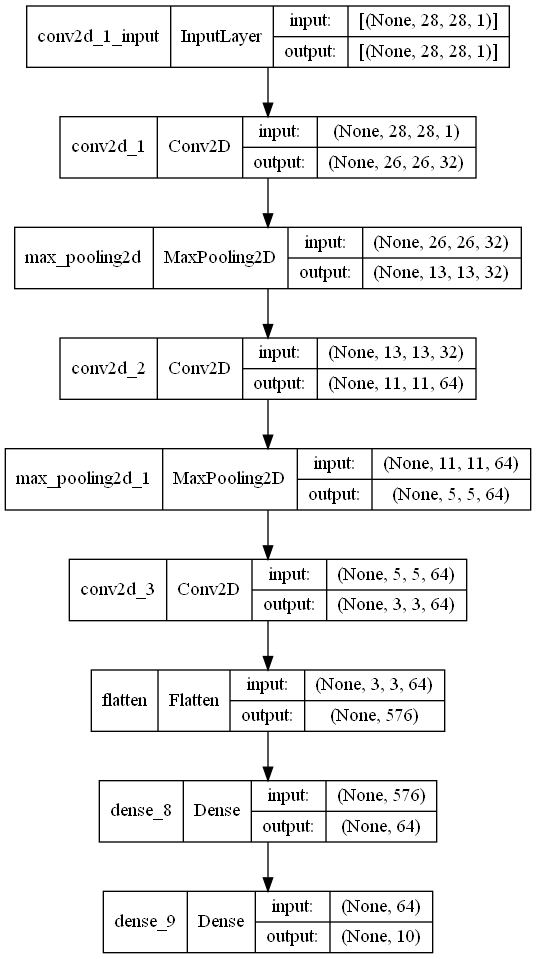 conv2d_1_input InputLayer input: [(None, 28, 28, 1)]
output: [(None, 28, 28, 1)]
conv2d_1 Conv2D input: (None, 28, 28, 1)
output: (None, 26, 26, 32)
max_pooling2d MaxPooling2D input: (None, 26, 26, 32)
output: (None, 13, 13, 32)
conv2d_2 Conv2D input: (None, 13, 13, 32)
output: (None, 11, 11, 64)
max_pooling2d_1 MaxPooling2D input: (None, 11, 11, 64)
output: (None, 5, 5, 64)
conv2d_3 Conv2D input: (None, 5, 5, 64)
output: (None, 3, 3, 64)
flatten Flatten input: (None, 3, 3, 64)
output: (None, 576)
dense_8 Dense input: (None, 576)
output: (None, 64)
dense_9 Dense input: (None, 64)
output: (None, 10)